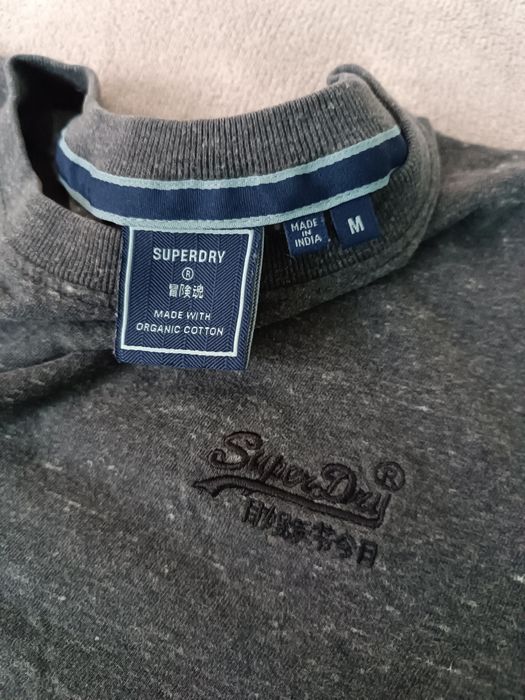 SUPERDRY
®
冒険魂
MADE WITH
ORGANIC COTTON
MADE
IN
INDIA
M
SuperDry®